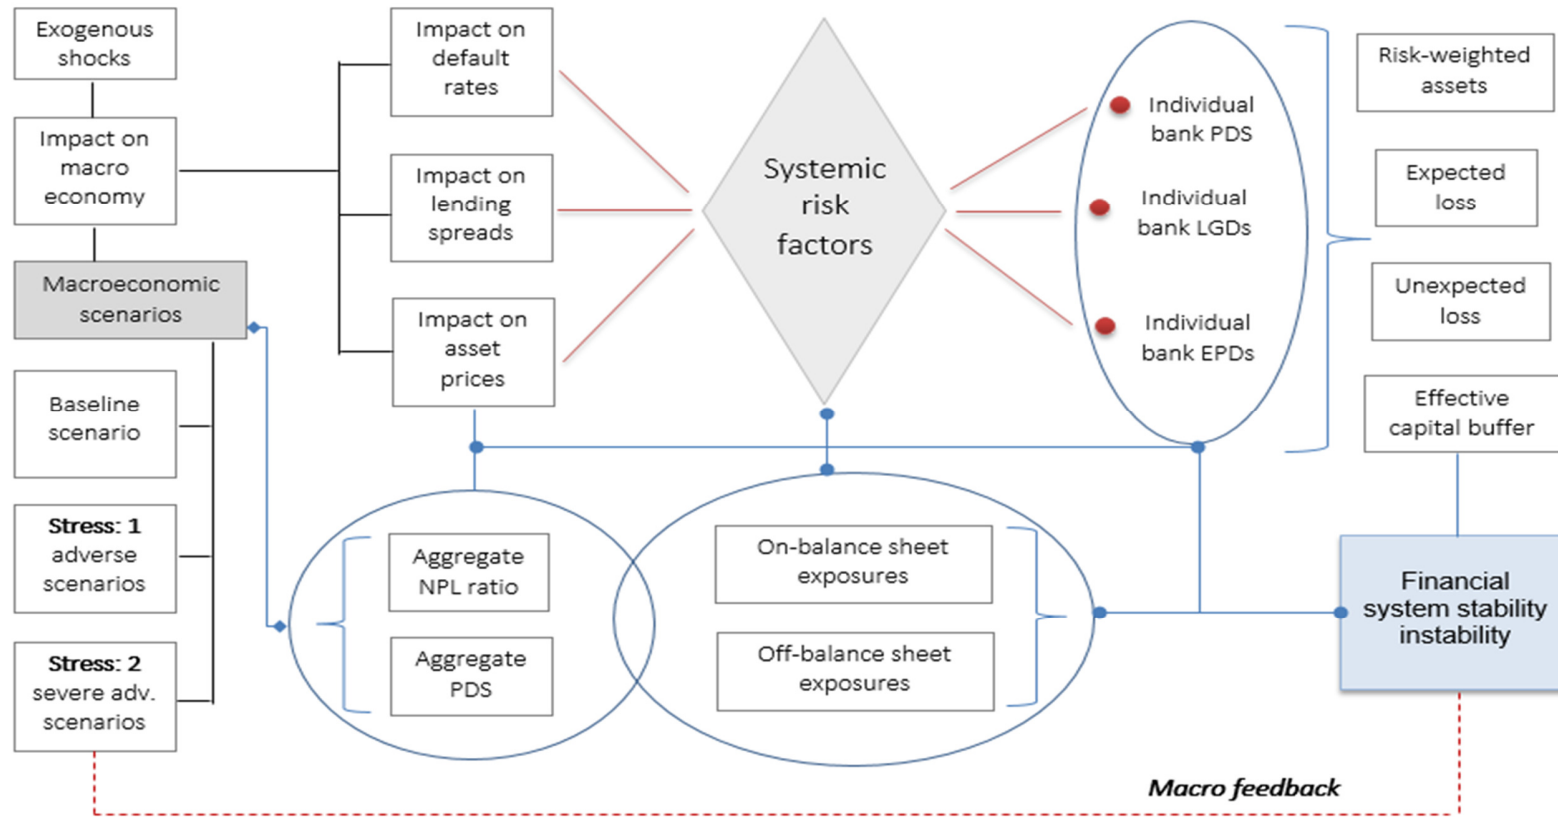 Exogenous
shocks
Impact on
macro
economy
Macroeconomic
scenarios
Baseline
scenario
Stress: 1
adverse
scenarios
Stress: 2
severe adv.
scenarios
Impact on
default
rates
Impact on
lending
spreads
Impact on
asset
prices
Systemic
risk
factors
Individual
bank PDS
Individual
bank LGDs
Individual
bank EPDs
Risk-weighted
assets
Expected
loss
Unexpected
loss
Effective
capital buffer
Aggregate
NPL ratio
Aggregate
PDS
On-balance sheet
exposures
Off-balance sheet
exposures
Financial
system stability
instability
Macro feedback